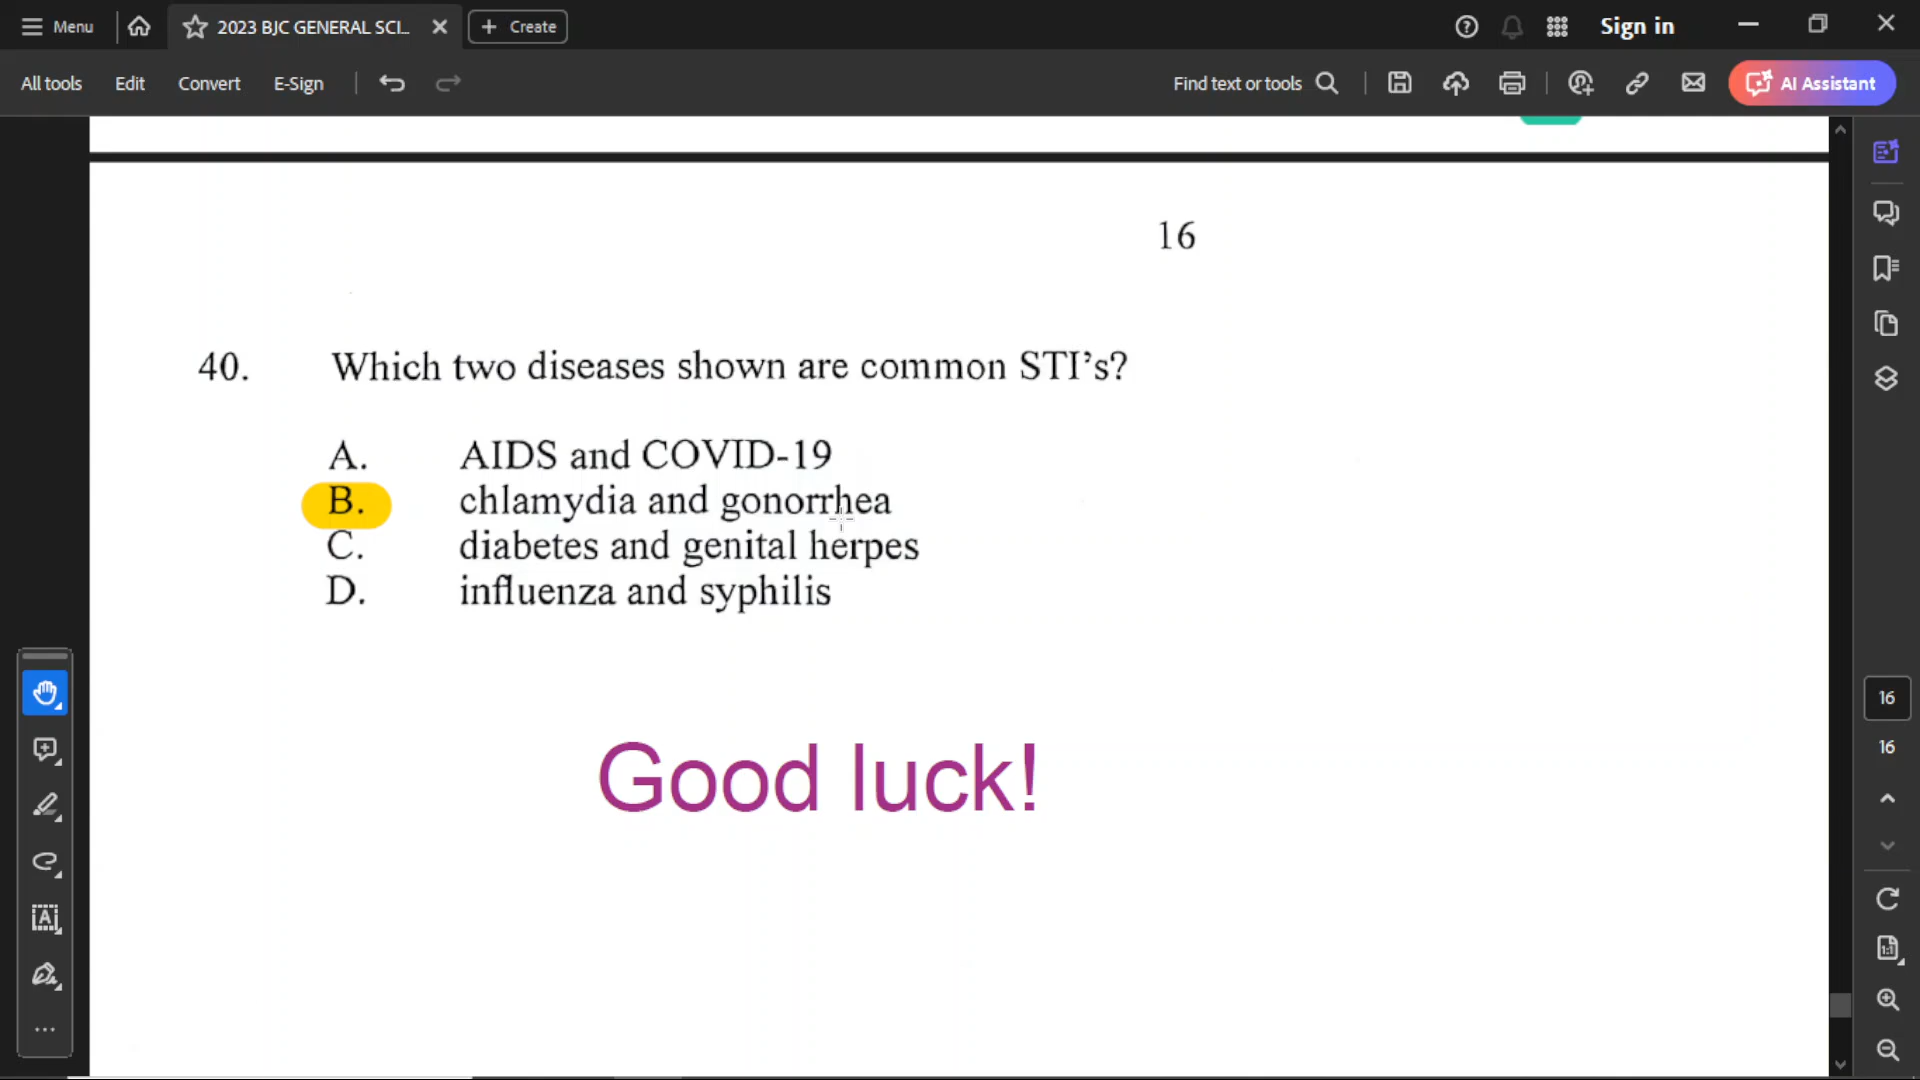 Menu
2023 BJC GENERAL SCI...
Create
Sign in
All tools
Edit
Convert
E-Sign
Find text or tools
AI Assistant
16
40. Which two diseases shown are common STI's?
A. AIDS and COVID-19
B. chlamydia and gonorrhea
C. diabetes and genital herpes
D. influenza and syphilis
Good luck!
16
16